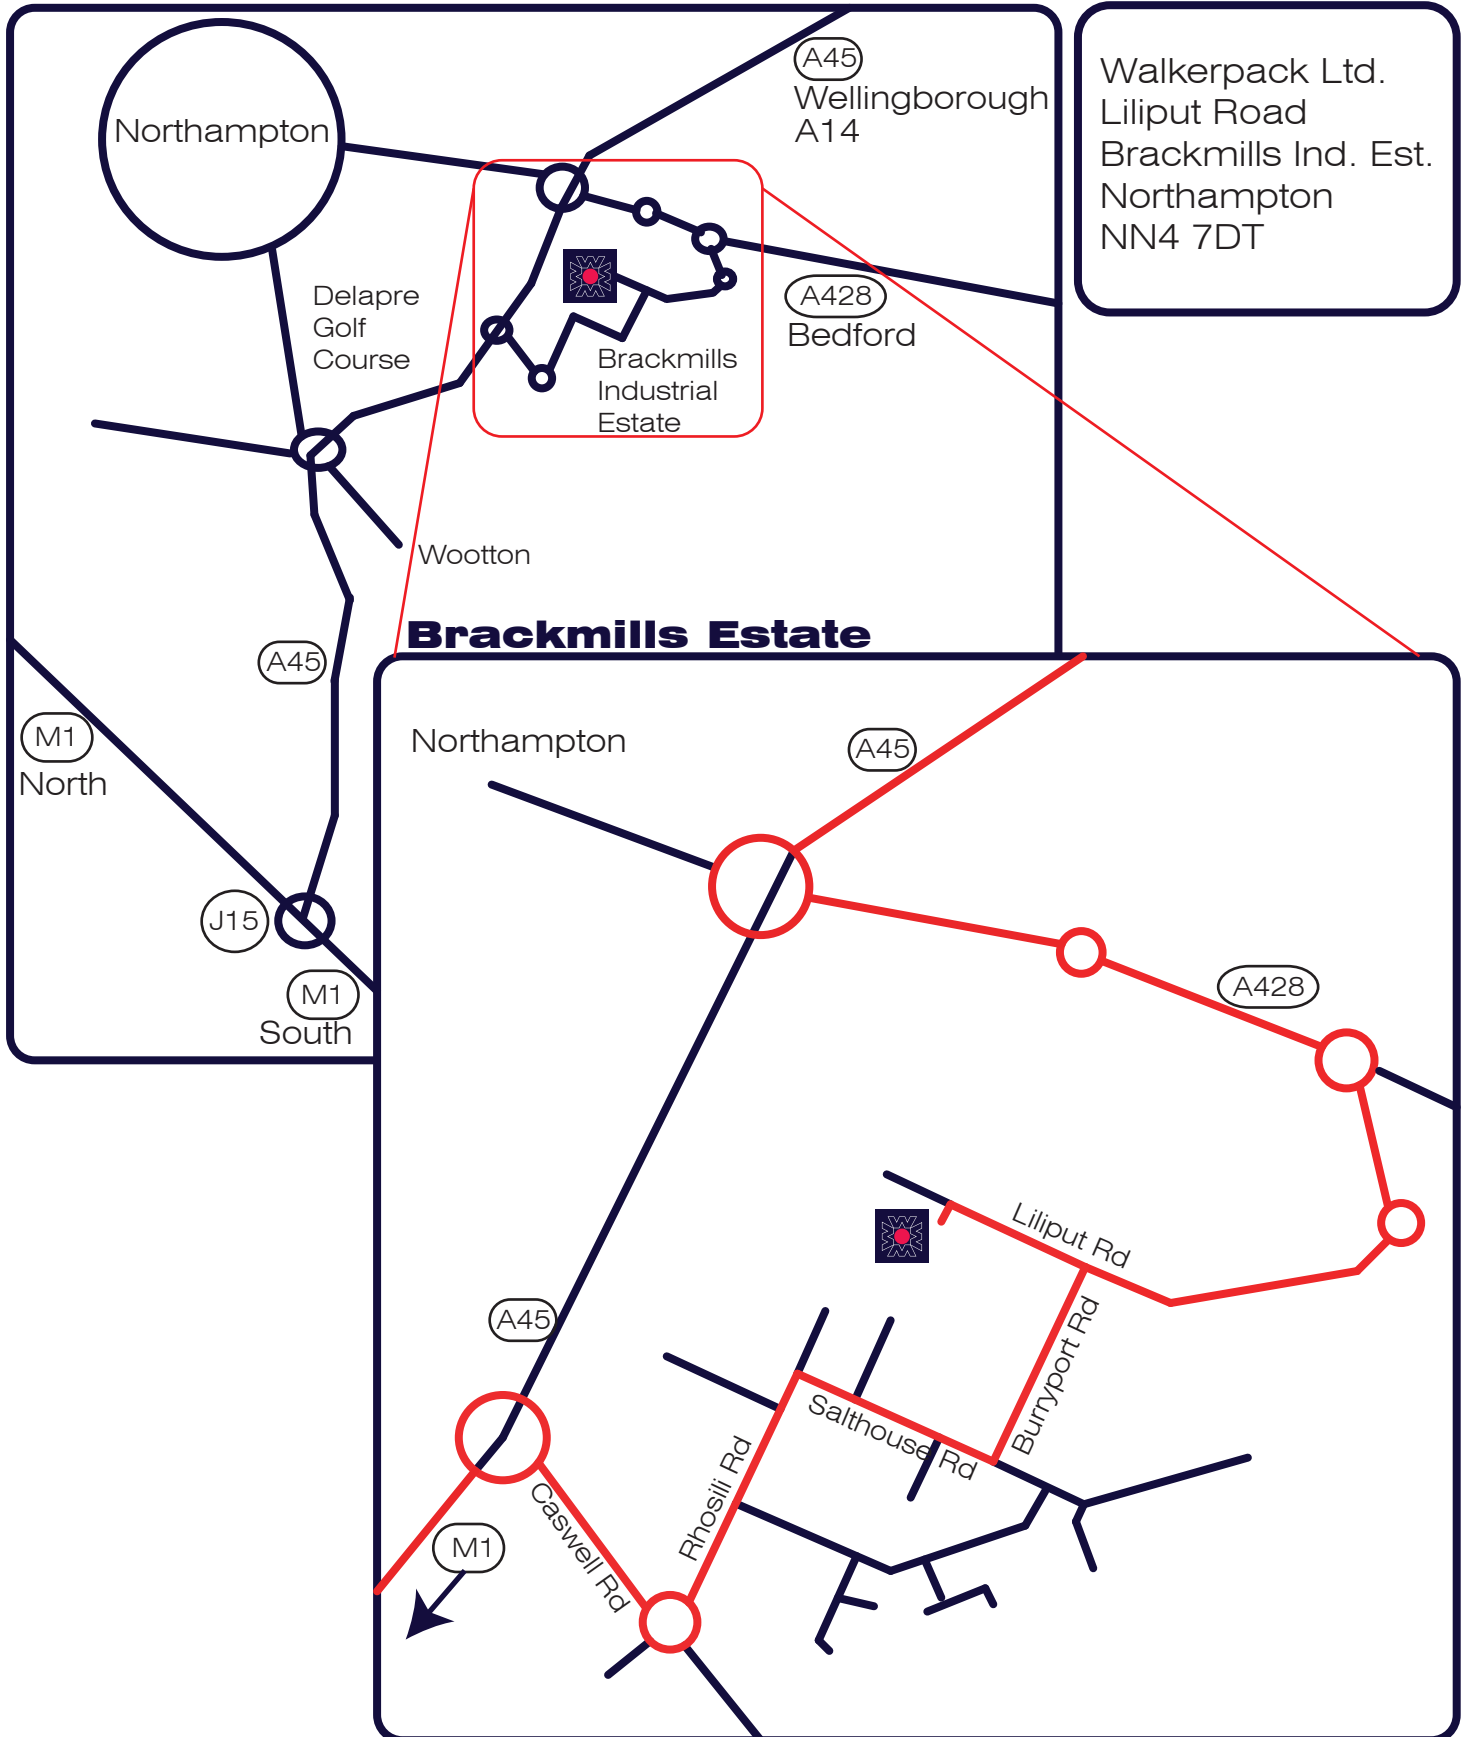 Northampton
A45
Wellingborough
A14
Walkerpack Ltd.
Liliput Road
Brackmills Ind. Est.
Northampton
NN4 7DT
Delapre
Golf
Course
A428
Bedford
Brackmills
Industrial
Estate
Wootton
A45
M1
North
J15
M1
South
Brackmills Estate
Northampton
A45
A428
Liliput Rd
Burryport Rd
A45
Salthouse Rd
Rhosili Rd
Caswell Rd
M1